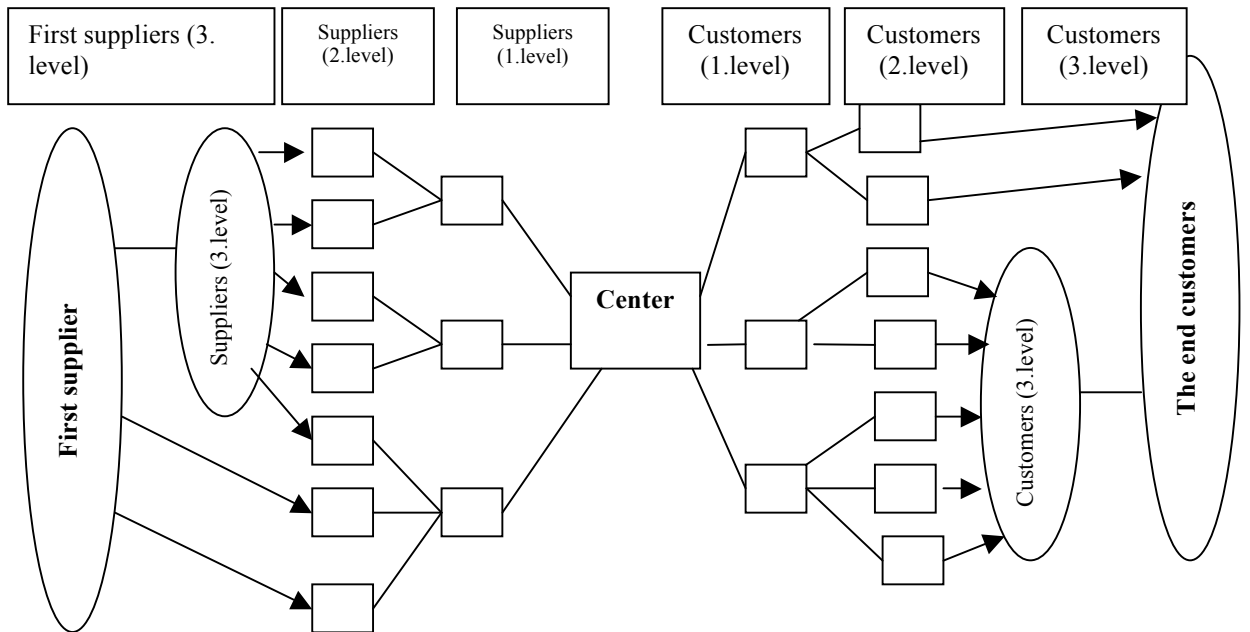 First suppliers (3.
level)
Suppliers
(2.level)
Suppliers
(1.level)
Customers
(1.level)
Customers
(2.level)
Customers
(3.level)
First supplier
Suppliers (3.level)
Center
Customers (3.level)
The end customers